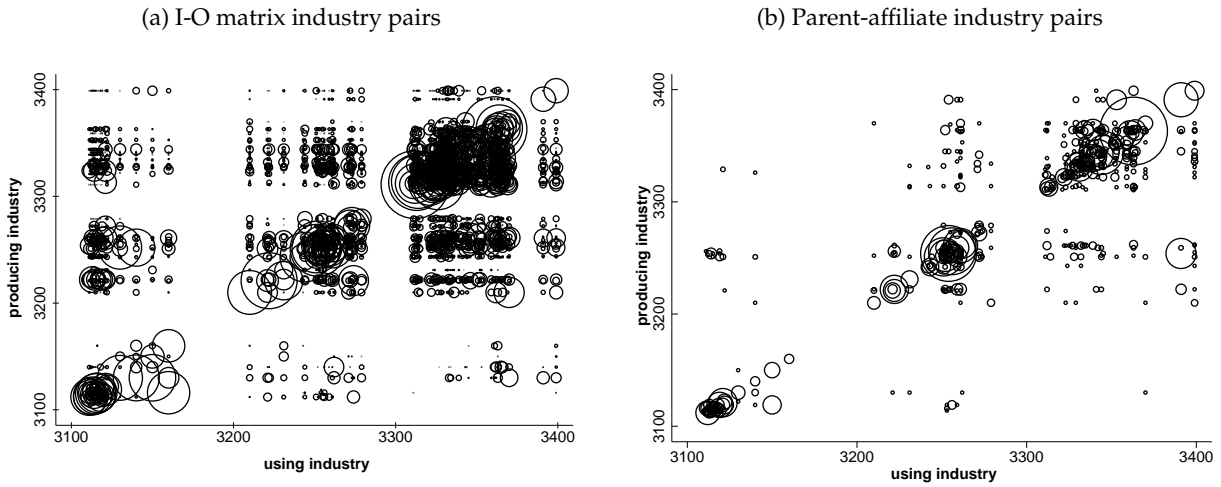 (a) I-O matrix industry pairs
producing industry
3400
3300
3200
3100
3100 3200 3300 3400
using industry
(b) Parent-affiliate industry pairs
producing industry
3400
3300
3200
3100
3100 3200 3300 3400
using industry